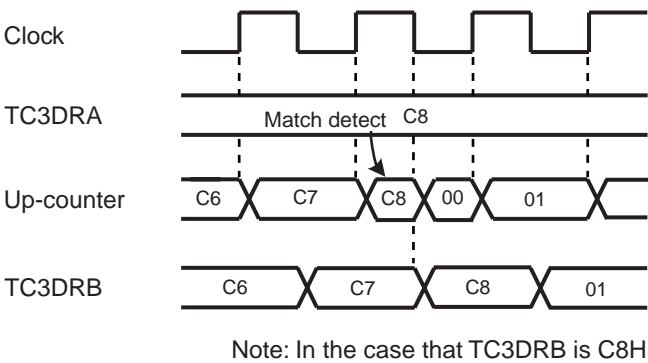 Clock
TC3DRA
Match detect C8
Up-counter C6 C7 C8 00 01
TC3DRB C6 C7 C8 01
Note: In the case that TC3DRB is C8H